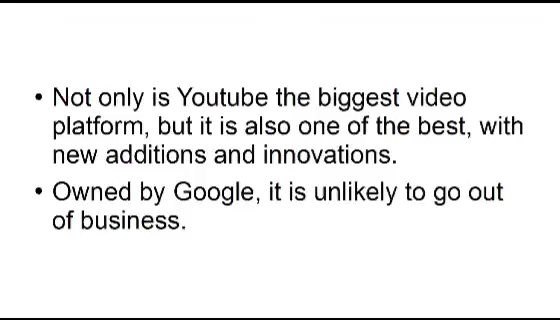 • Not only is Youtube the biggest video
platform, but it is also one of the best, with
new additions and innovations.
• Owned by Google, it is unlikely to go out
of business.